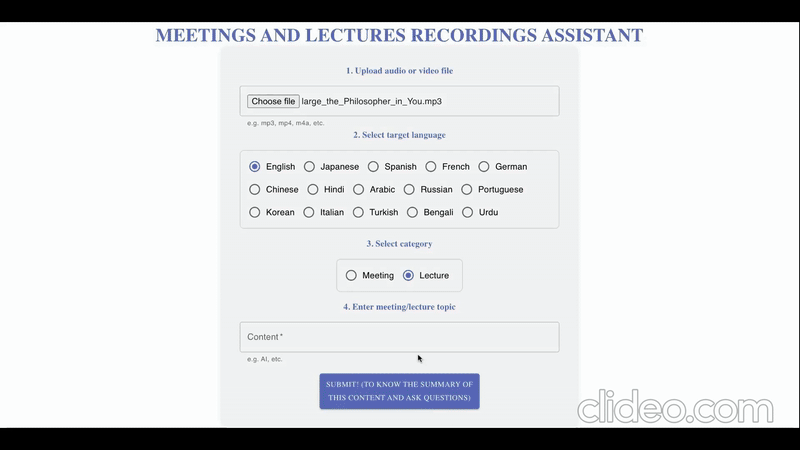 MEETINGS AND LECTURES RECORDINGS ASSISTANT
1. Upload audio or video file
Choose file large_the_Philosopher_in_You.mp3
e.g. mp3, mp4, m4a, etc.
2. Select target language
English Japanese Spanish French German
Chinese Hindi Arabic Russian Portuguese
Korean Italian Turkish Bengali Urdu
3. Select category
Meeting Lecture
4. Enter meeting/lecture topic
Content *
e.g. AI, etc.
SUBMIT! (TO KNOW THE SUMMARY OF
THIS CONTENT AND ASK QUESTIONS)
clideo.com